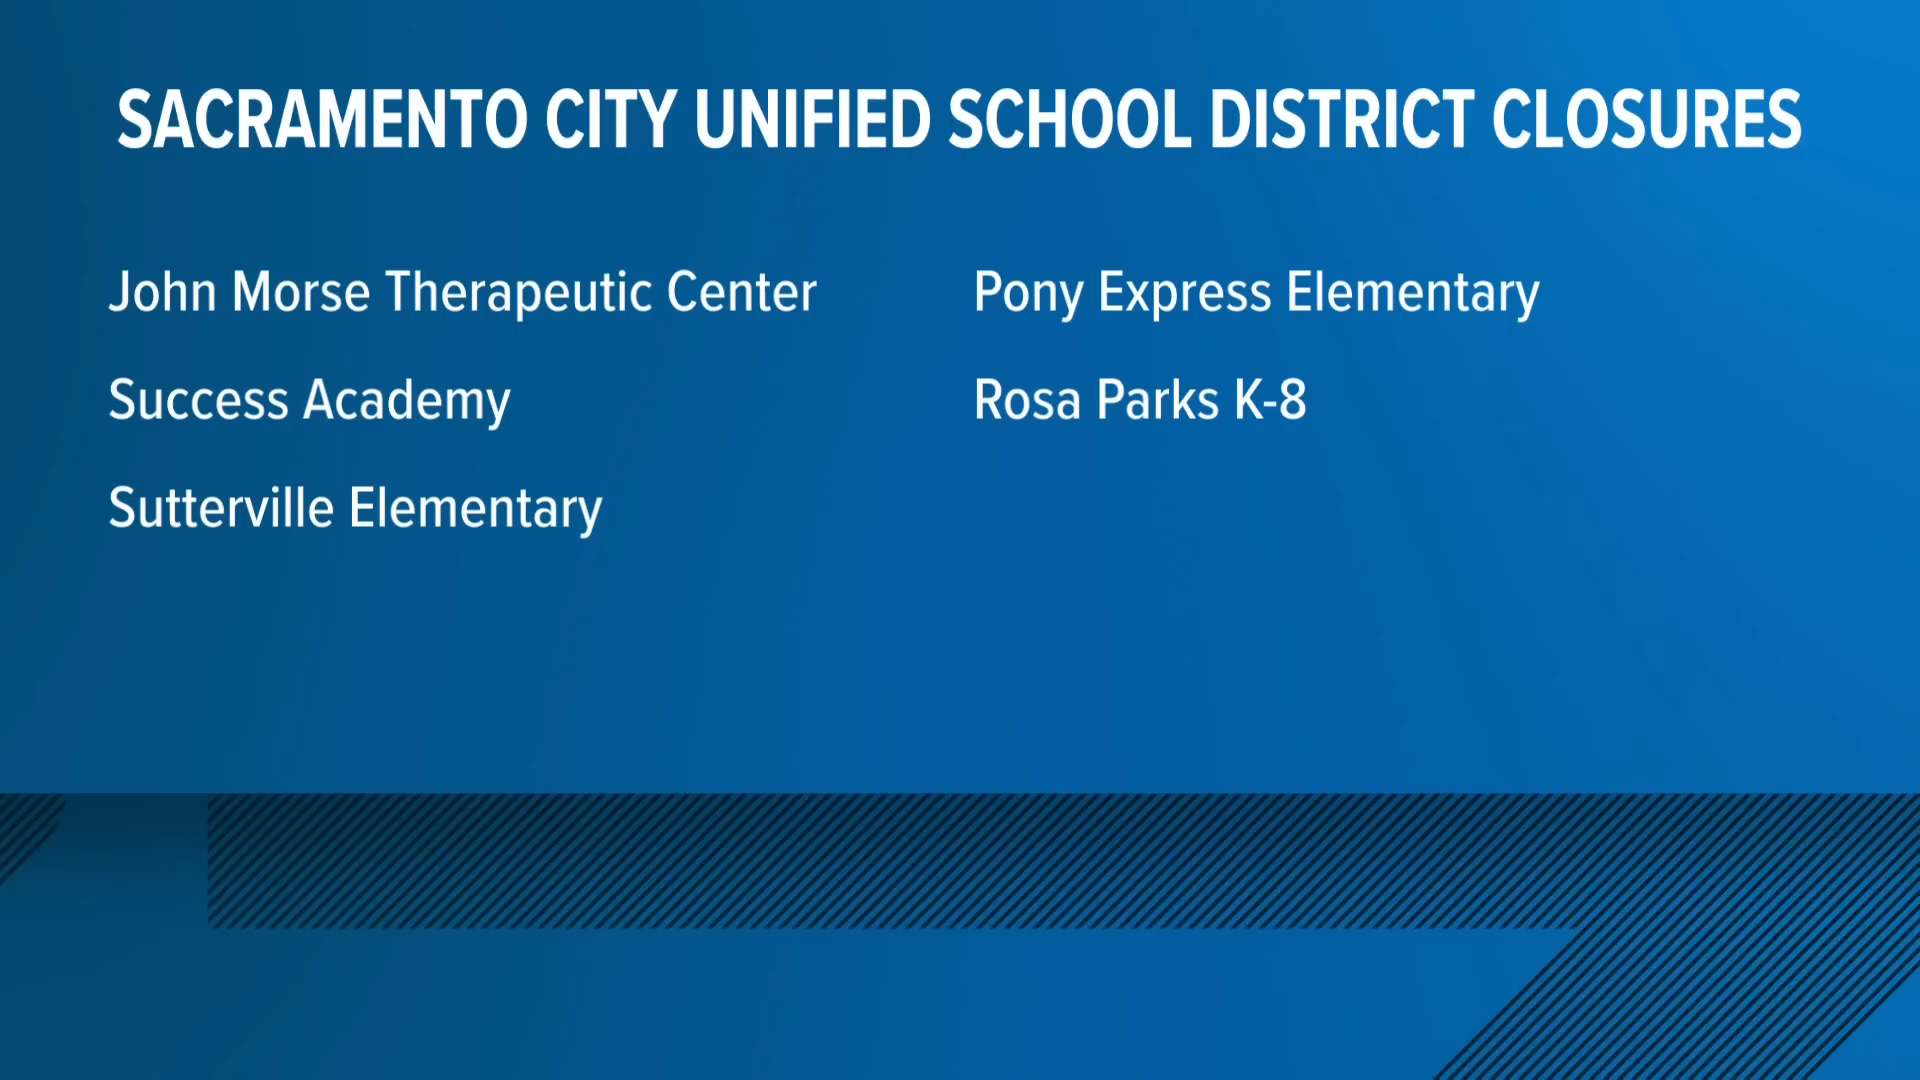 SACRAMENTO CITY UNIFIED SCHOOL DISTRICT CLOSURES
John Morse Therapeutic Center
Success Academy
Sutterville Elementary
Pony Express Elementary
Rosa Parks K-8